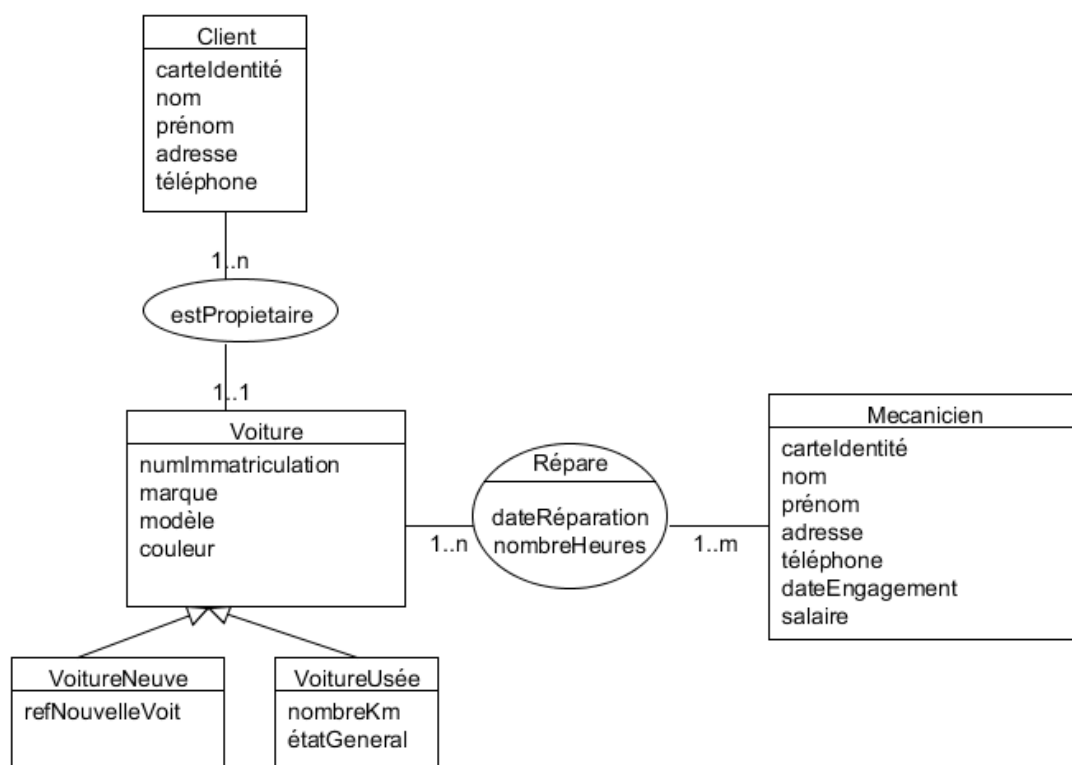 Client
carteIdentité
nom
prénom
adresse
téléphone
1..n
estPropietaire
1..1
Voiture
numImmatriculation
marque
modèle
couleur
1..n
Répare
dateRéparation
nombreHeures
1..m
Mecanicien
carteIdentité
nom
prénom
adresse
téléphone
dateEngagement
salaire
VoitureNeuve
refNouvelleVoit
VoitureUsée
nombreKm
étatGeneral